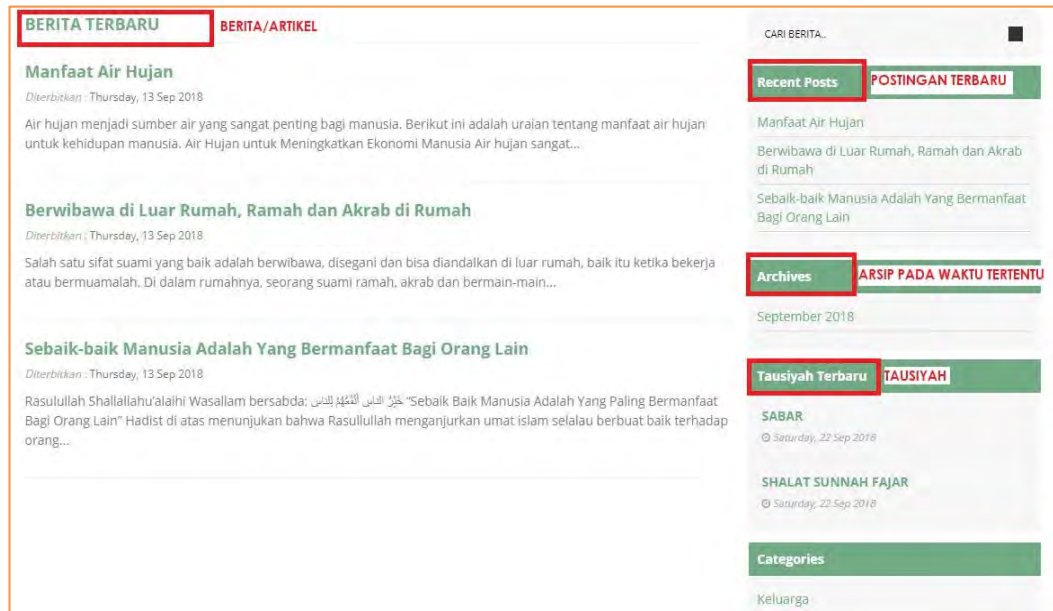 BERITA TERBARU BERITA/ARTIKEL
Manfaat Air Hujan
Diterbitkan : Thursday, 13 Sep 2018
Air hujan menjadi sumber air yang sangat penting bagi manusia. Berikut ini adalah uraian tentang manfaat air hujan
untuk kehidupan manusia. Air Hujan untuk Meningkatkan Ekonomi Manusia Air hujan sangat...
Berwibawa di Luar Rumah, Ramah dan Akrab di Rumah
Diterbitkan : Thursday, 13 Sep 2018
Salah satu sifat suami yang baik adalah berwibawa, disegani dan bisa diandalkan di luar rumah, baik itu ketika bekerja
atau bermuamalah. Di dalam rumahnya, seorang suami ramah, akrab dan bermain-main...
Sebaik-baik Manusia Adalah Yang Bermanfaat Bagi Orang Lain
Diterbitkan : Thursday, 13 Sep 2018
Rasulullah Shallallahu'alaihi Wasallam bersabda: خَيْرُ الناسِ أَنْفَعُهُمْ لِلناسِ "Sebaik Baik Manusia Adalah Yang Paling Bermanfaat
Bagi Orang Lain" Hadist di atas menunjukan bahwa Rasullullah menganjurkan umat islam selalau berbuat baik terhadap
orang...
CARI BERITA..
Recent Posts POSTINGAN TERBARU
Manfaat Air Hujan
Berwibawa di Luar Rumah, Ramah dan Akrab
di Rumah
Sebaik-baik Manusia Adalah Yang Bermanfaat
Bagi Orang Lain
Archives ARSIP PADA WAKTU TERTENTU
September 2018
Tausiyah Terbaru TAUSIYAH
SABAR
Saturday, 22 Sep 2018
SHALAT SUNNAH FAJAR
Saturday, 22 Sep 2018
Categories
Keluarga